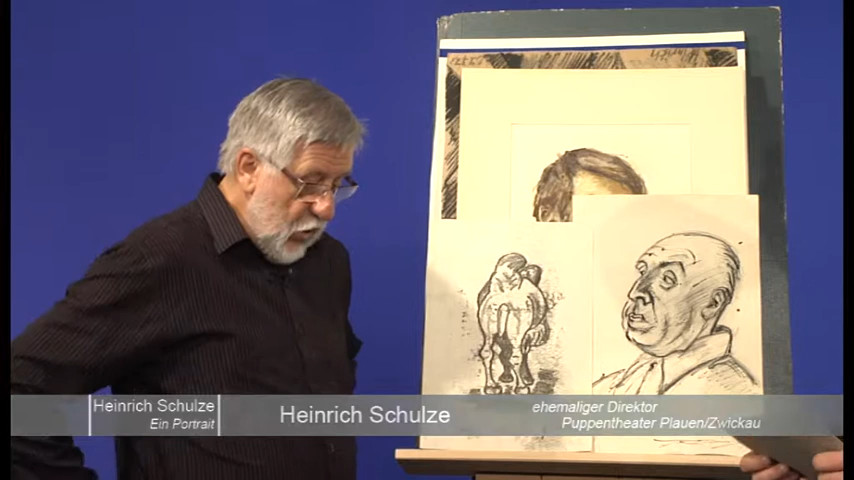 Heinrich Schulze
Ein Portrait
Heinrich Schulze
ehemaliger Direktor
Puppentheater Plauen/Zwickau